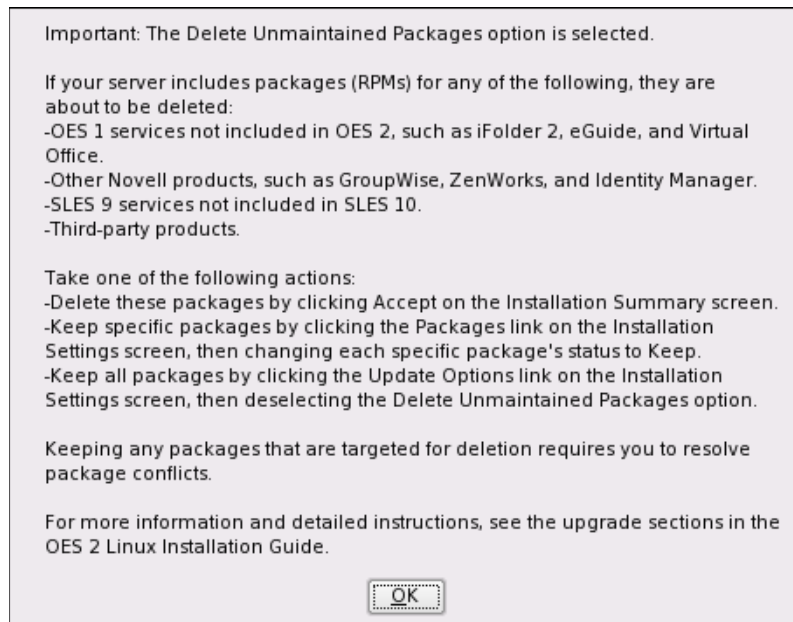 Important: The Delete Unmaintained Packages option is selected.
If your server includes packages (RPMs) for any of the following, they are
about to be deleted:
-OES 1 services not included in OES 2, such as iFolder 2, eGuide, and Virtual
Office.
-Other Novell products, such as GroupWise, ZenWorks, and Identity Manager.
-SLES 9 services not included in SLES 10.
-Third-party products.
Take one of the following actions:
-Delete these packages by clicking Accept on the Installation Summary screen.
-Keep specific packages by clicking the Packages link on the Installation
Settings screen, then changing each specific package's status to Keep.
-Keep all packages by clicking the Update Options link on the Installation
Settings screen, then deselecting the Delete Unmaintained Packages option.
Keeping any packages that are targeted for deletion requires you to resolve
package conflicts.
For more information and detailed instructions, see the upgrade sections in the
OES 2 Linux Installation Guide.
OK